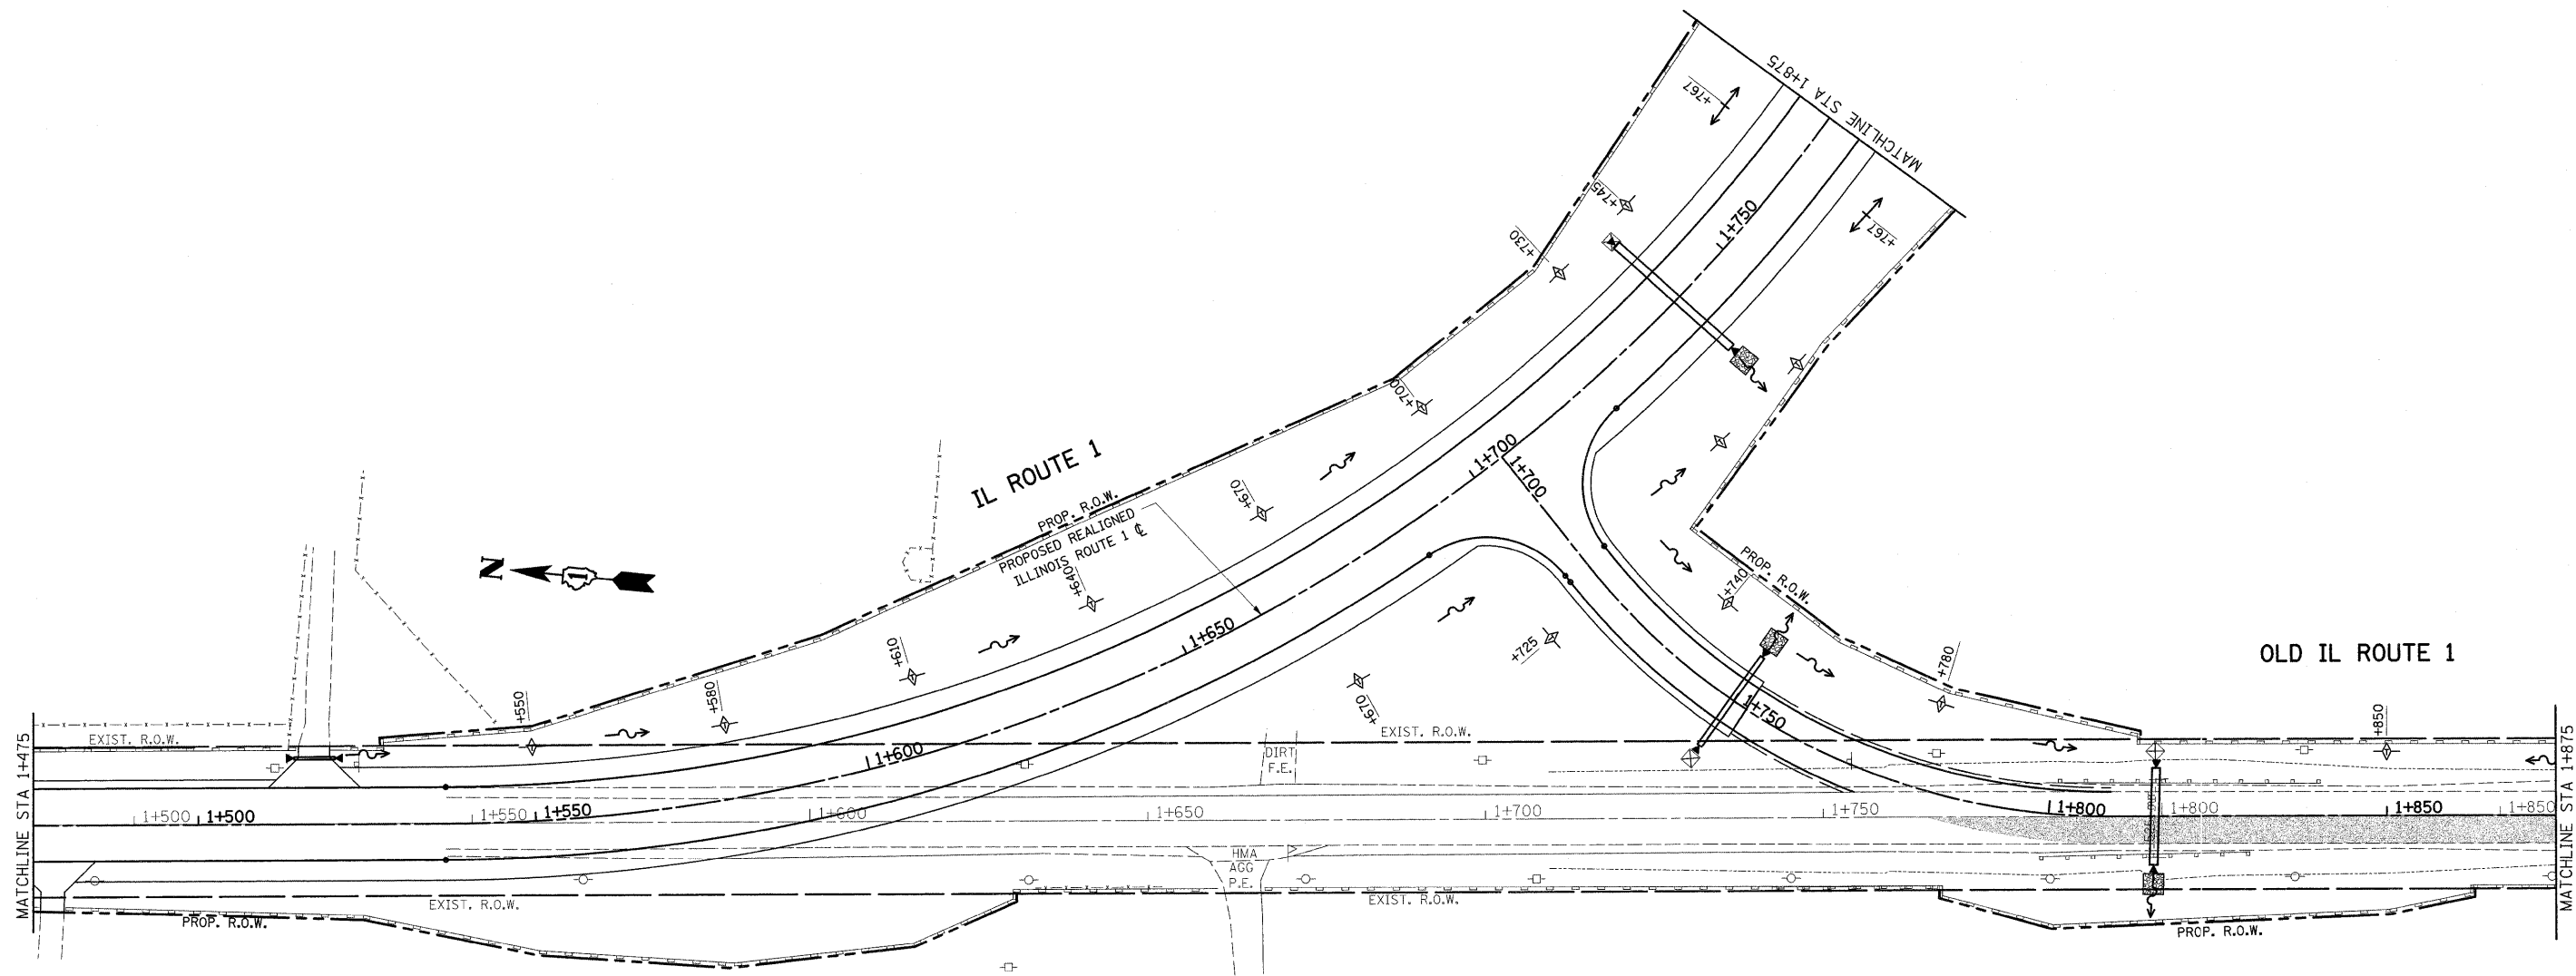 MATCHLINE STA 1+875
+767
+767
+745
+730
1+750
+700
IL ROUTE 1
PROP. R.O.W.
PROPOSED REALIGNED
ILLINOIS ROUTE 1 ℄
+670
1+700
1+700
N
1
+640
+610
1+650
PROP. R.O.W.
+740
+725
+670
+780
OLD IL ROUTE 1
+550
+580
1+600
1+750
+850
EXIST. R.O.W.
EXIST. R.O.W.
DIRT
F.E.
MATCHLINE STA 1+475
1+500
1+500
1+550
1+550
1+600
1+650
1+700
1+750
1+800
1+800
1+850
1+850
MATCHLINE STA 1+875
HMA
AGG
P.E.
EXIST. R.O.W.
EXIST. R.O.W.
PROP. R.O.W.
PROP. R.O.W.